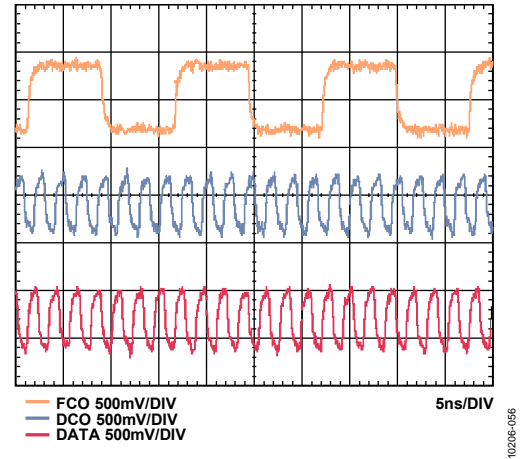 FCO 500mV/DIV
DCO 500mV/DIV
DATA 500mV/DIV
5ns/DIV
10206-056